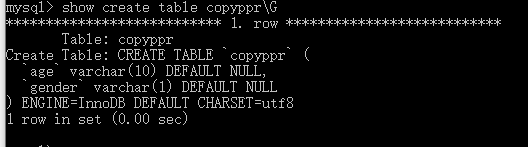 mysql> show create table copyppr\G
*************************** 1. row ***************************
Table: copyppr
Create Table: CREATE TABLE `copyppr` (
`age` varchar(10) DEFAULT NULL,
`gender` varchar(1) DEFAULT NULL
) ENGINE=InnoDB DEFAULT CHARSET=utf8
1 row in set (0.00 sec)